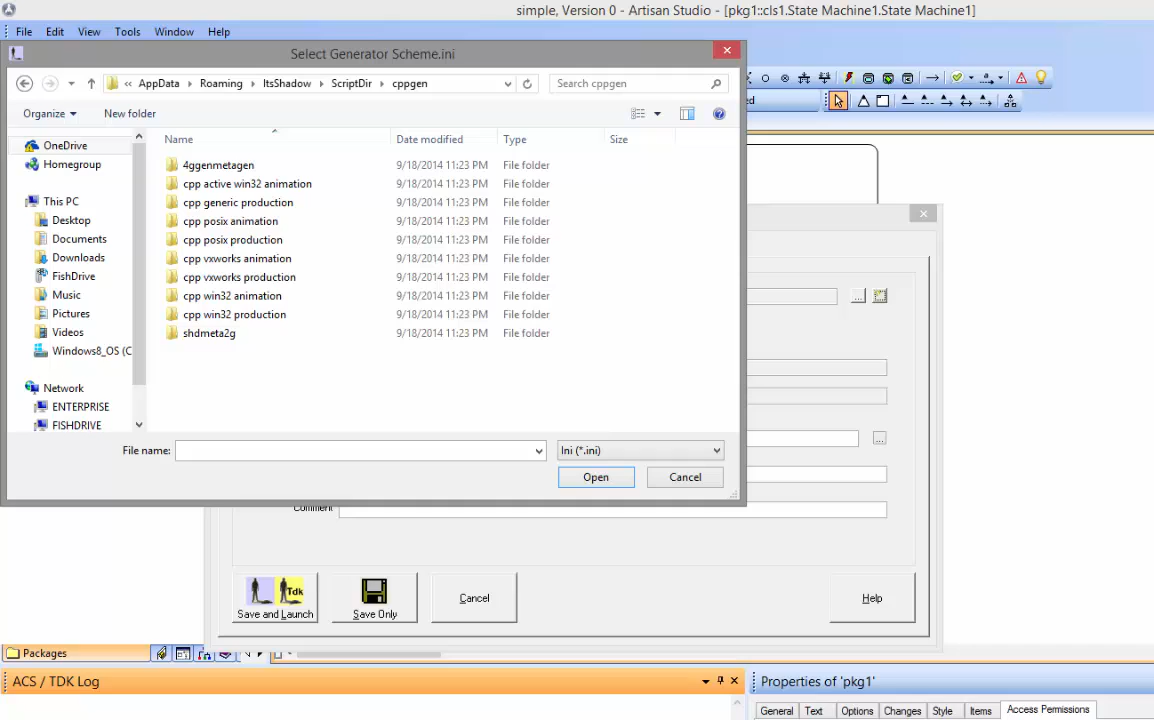 simple, Version 0 - Artisan Studio - [pkg1::cls1.State Machine1.State Machine1]
File Edit View Tools Window Help
Select Generator Scheme.ini
« AppData Roaming ItsShadow ScriptDir cppgen
Search cppgen
Organize New folder
Name Date modified Type Size
OneDrive
Homegroup
This PC
Desktop
Documents
Downloads
FishDrive
Music
Pictures
Videos
Windows8_OS (C
Network
ENTERPRISE
FISHDRIVE
4ggenmetagen 9/18/2014 11:23 PM File folder
cpp active win32 animation 9/18/2014 11:23 PM File folder
cpp generic production 9/18/2014 11:23 PM File folder
cpp posix animation 9/18/2014 11:23 PM File folder
cpp posix production 9/18/2014 11:23 PM File folder
cpp vxworks animation 9/18/2014 11:23 PM File folder
cpp vxworks production 9/18/2014 11:23 PM File folder
cpp win32 animation 9/18/2014 11:23 PM File folder
cpp win32 production 9/18/2014 11:23 PM File folder
shdmeta2g 9/18/2014 11:23 PM File folder
File name:
Ini (*.ini)
Open Cancel
ed
...
...
Comment
Tdk
Save and Launch Save Only Cancel Help
Packages
ACS / TDK Log
Properties of 'pkg1'
General Text Options Changes Style Items Access Permissions